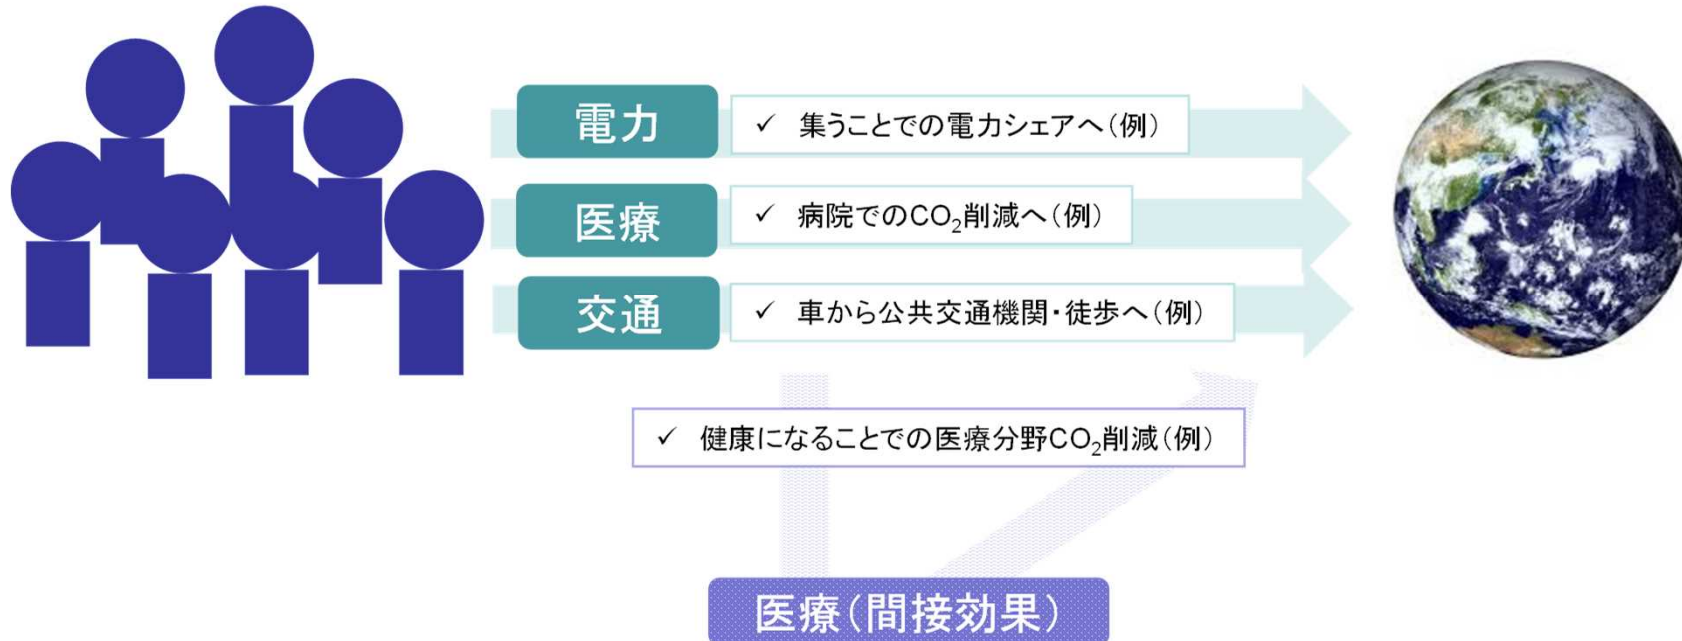 電力
✓ 集うことでの電力シェアへ（例）
医療
✓ 病院でのCO₂削減へ（例）
交通
✓ 車から公共交通機関・徒歩へ（例）
✓ 健康になることでの医療分野CO₂削減（例）
医療（間接効果）